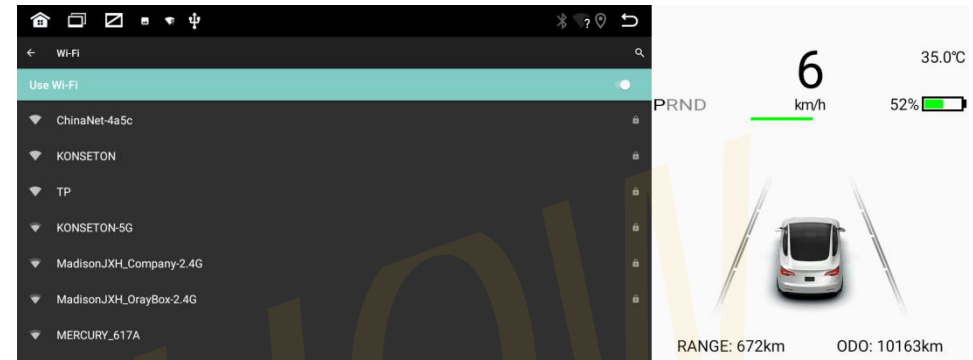 ?
Wi-Fi
Use Wi-Fi
ChinaNet-4a5c
KONSETON
TP
KONSETON-5G
MadisonJXH_Company-2.4G
MadisonJXH_OrayBox-2.4G
MERCURY_617A
35.0℃
6
PRND
km/h
52%
RANGE: 672km
ODO: 10163km